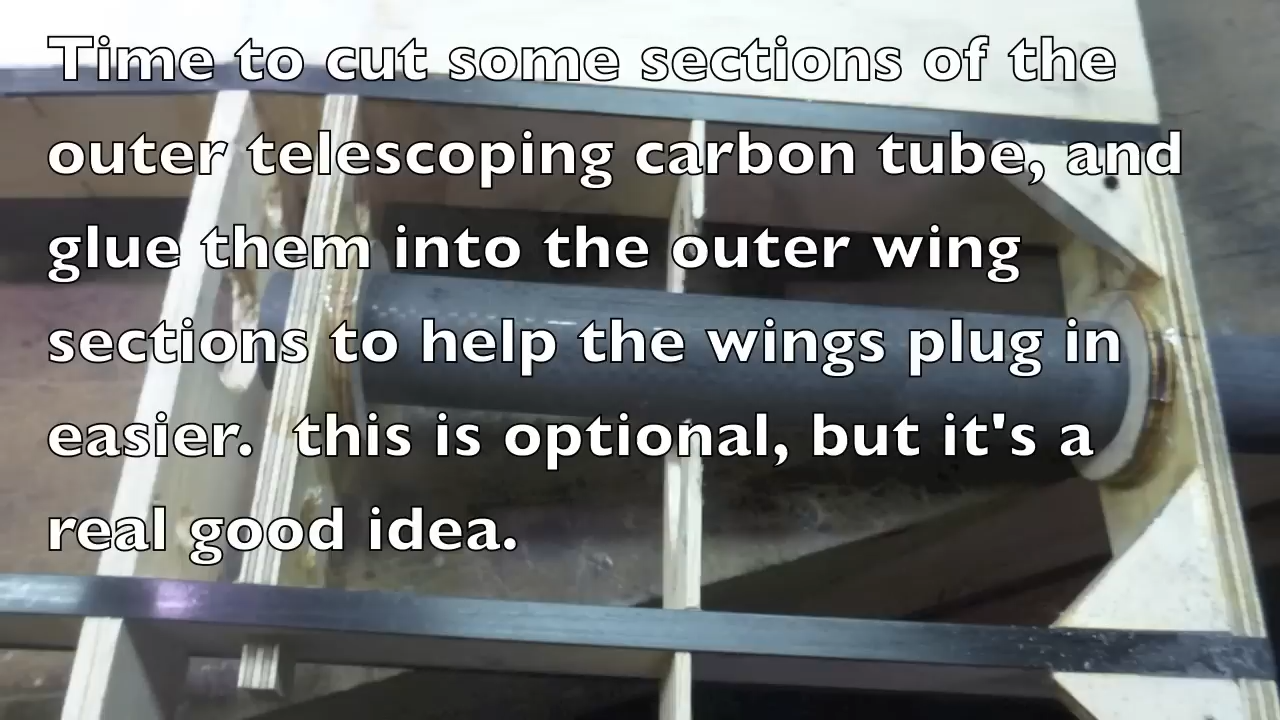 Time to cut some sections of the
outer telescoping carbon tube, and
glue them into the outer wing
sections to help the wings plug in
easier.  this is optional, but it's a
real good idea.